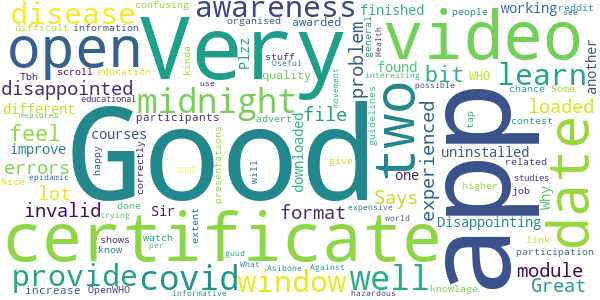 confusing
organised
awarded
difficult
information
kinda
stuff
Useful
disease
awareness
finished
working
people
reddit
use
general
Health
open
Very
Plzz
quality
problem
video
Tbh
scroll
education
found
bit
WHO
learn
another
interesting
disappointed
midnight
file
movement
possible
chance
Some
educational
different
participants
advert
guidelines
two
experienced
tap
contest
loaded
feel
Good
downloaded
app
uninstalled
date
improve
courses
happy
correctly
presentations
will
give
one
related
studies
errors
Nice
epidamic
measures
lot
done
trying
use
Says
higher
job
Why
invalid
Sir
extent
format
expensive
world
Disappointing
link
participation
certificate
shows
know
watch
per
guud
What
Asibone
Against
module
knowlage
provide
covid
window
well
Great
increase
OpenWHO
informative
hazardous